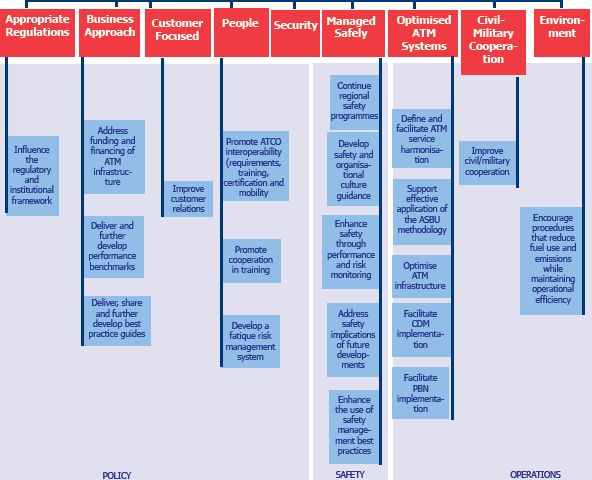 Appropriate
Regulations
Business
Approach
Customer
Focused
People
Security
Managed
Safely
Optimised
ATM
Systems
Civil-
Military
Coopera-
tion
Environ-
ment
Influence
the
regulatory
and
institutional
framework
Address
funding and
financing of
ATM
infrastruc-
ture
Deliver and
further
develop
performance
benchmarks
Deliver, share
and further
develop best
practice guides
Improve
customer
relations
Promote ATCO
interoperability
(requirements,
training,
certification and
mobility
Promote
cooperation
in training
Develop a
fatique risk
management
system
Continue
regional
safety
programmes
Develop
safety and
organisa-
tional
culture
guidance
Enhance
safety
through
performance
and risk
monitoring
Address
safety
implications
of future
develop-
ments
Enhance
the use of
safety
manage-
ment best
practices
Define and
facilitate ATM
service
harmonisa-
tion
Support
effective
application of
the ASBU
methodology
Optimise
ATM
infrastructure
Facilitate
CDM
implementa-
tion
Facilitate
PBN
implementa-
tion
Improve
civil/military
cooperation
Encourage
procedures
that reduce
fuel use and
emissions
while
maintaining
operational
efficiency
POLICY
SAFETY
OPERATIONS